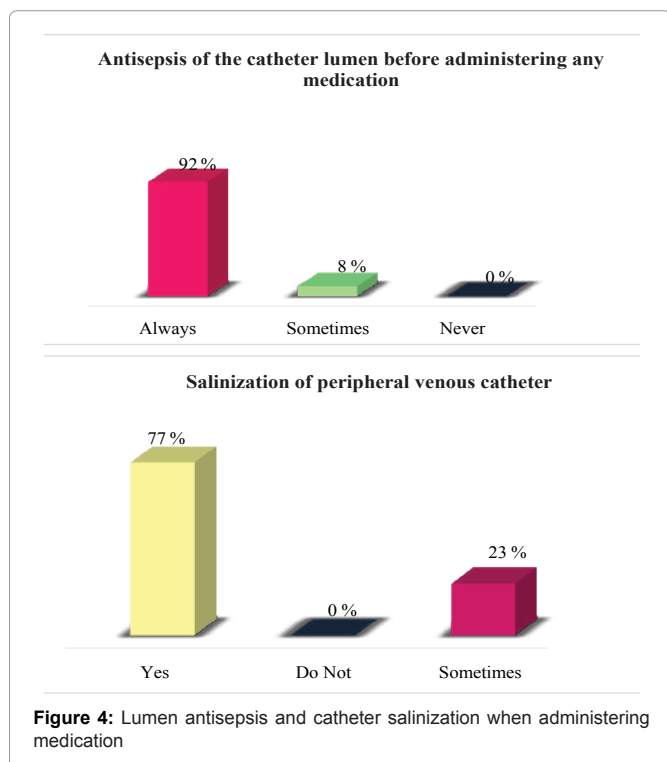 Antisepsis of the catheter lumen before administering any
medication
92 %
8 %
0 %
Always Sometimes Never
Salinization of peripheral venous catheter
77 %
0 %
23 %
Yes Do Not Sometimes
Figure 4: Lumen antisepsis and catheter salinization when administering
medication